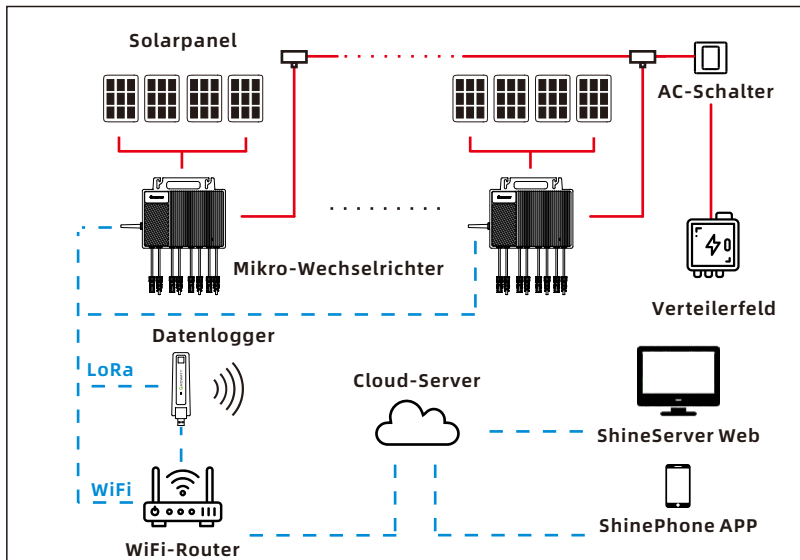 Solarpanel
AC-Schalter
Mikro-Wechselrichter
Verteilerfeld
Datenlogger
LoRa
Cloud-Server
ShineServer Web
WiFi
ShinePhone APP
WiFi-Router